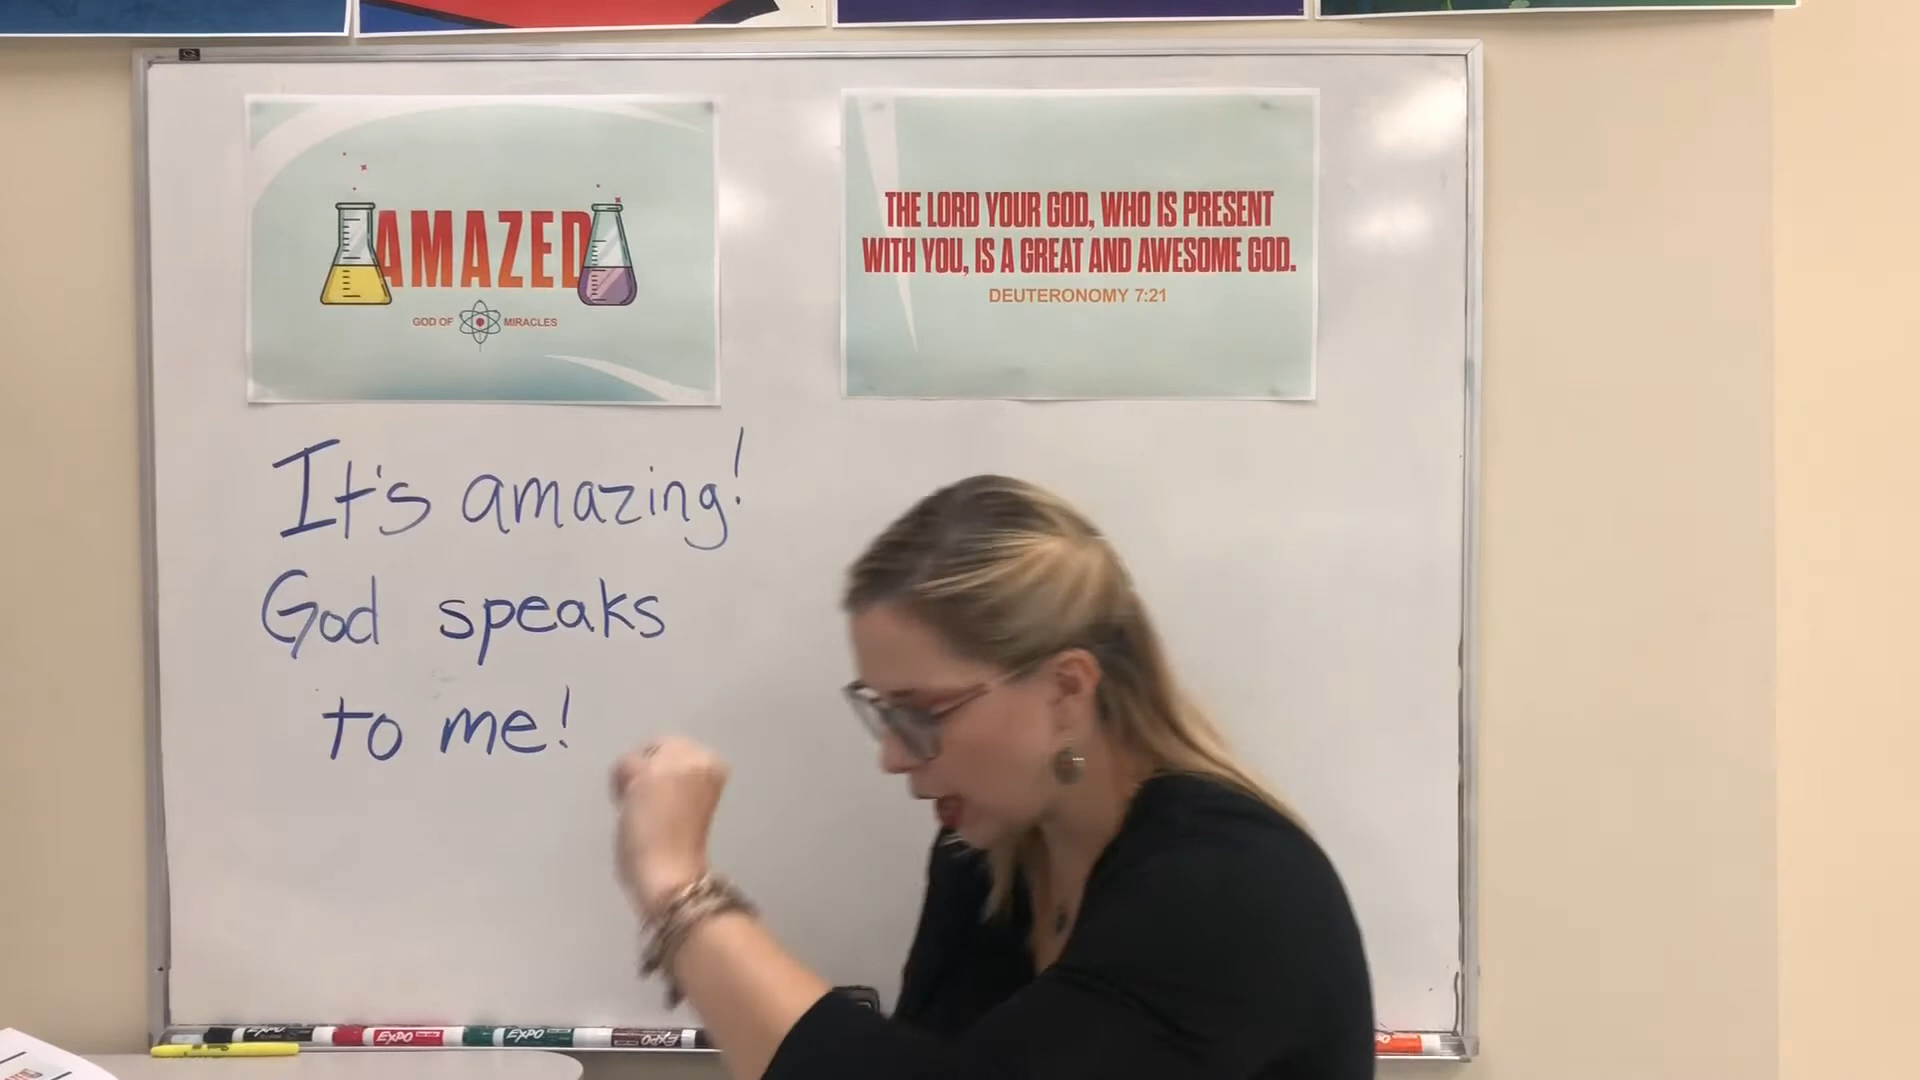 AMAZED
GOD OF MIRACLES
THE LORD YOUR GOD, WHO IS PRESENT
WITH YOU, IS A GREAT AND AWESOME GOD.
DEUTERONOMY 7:21
It's amazing!
God speaks
to me!
EXPO EXPO EXPO EXPO